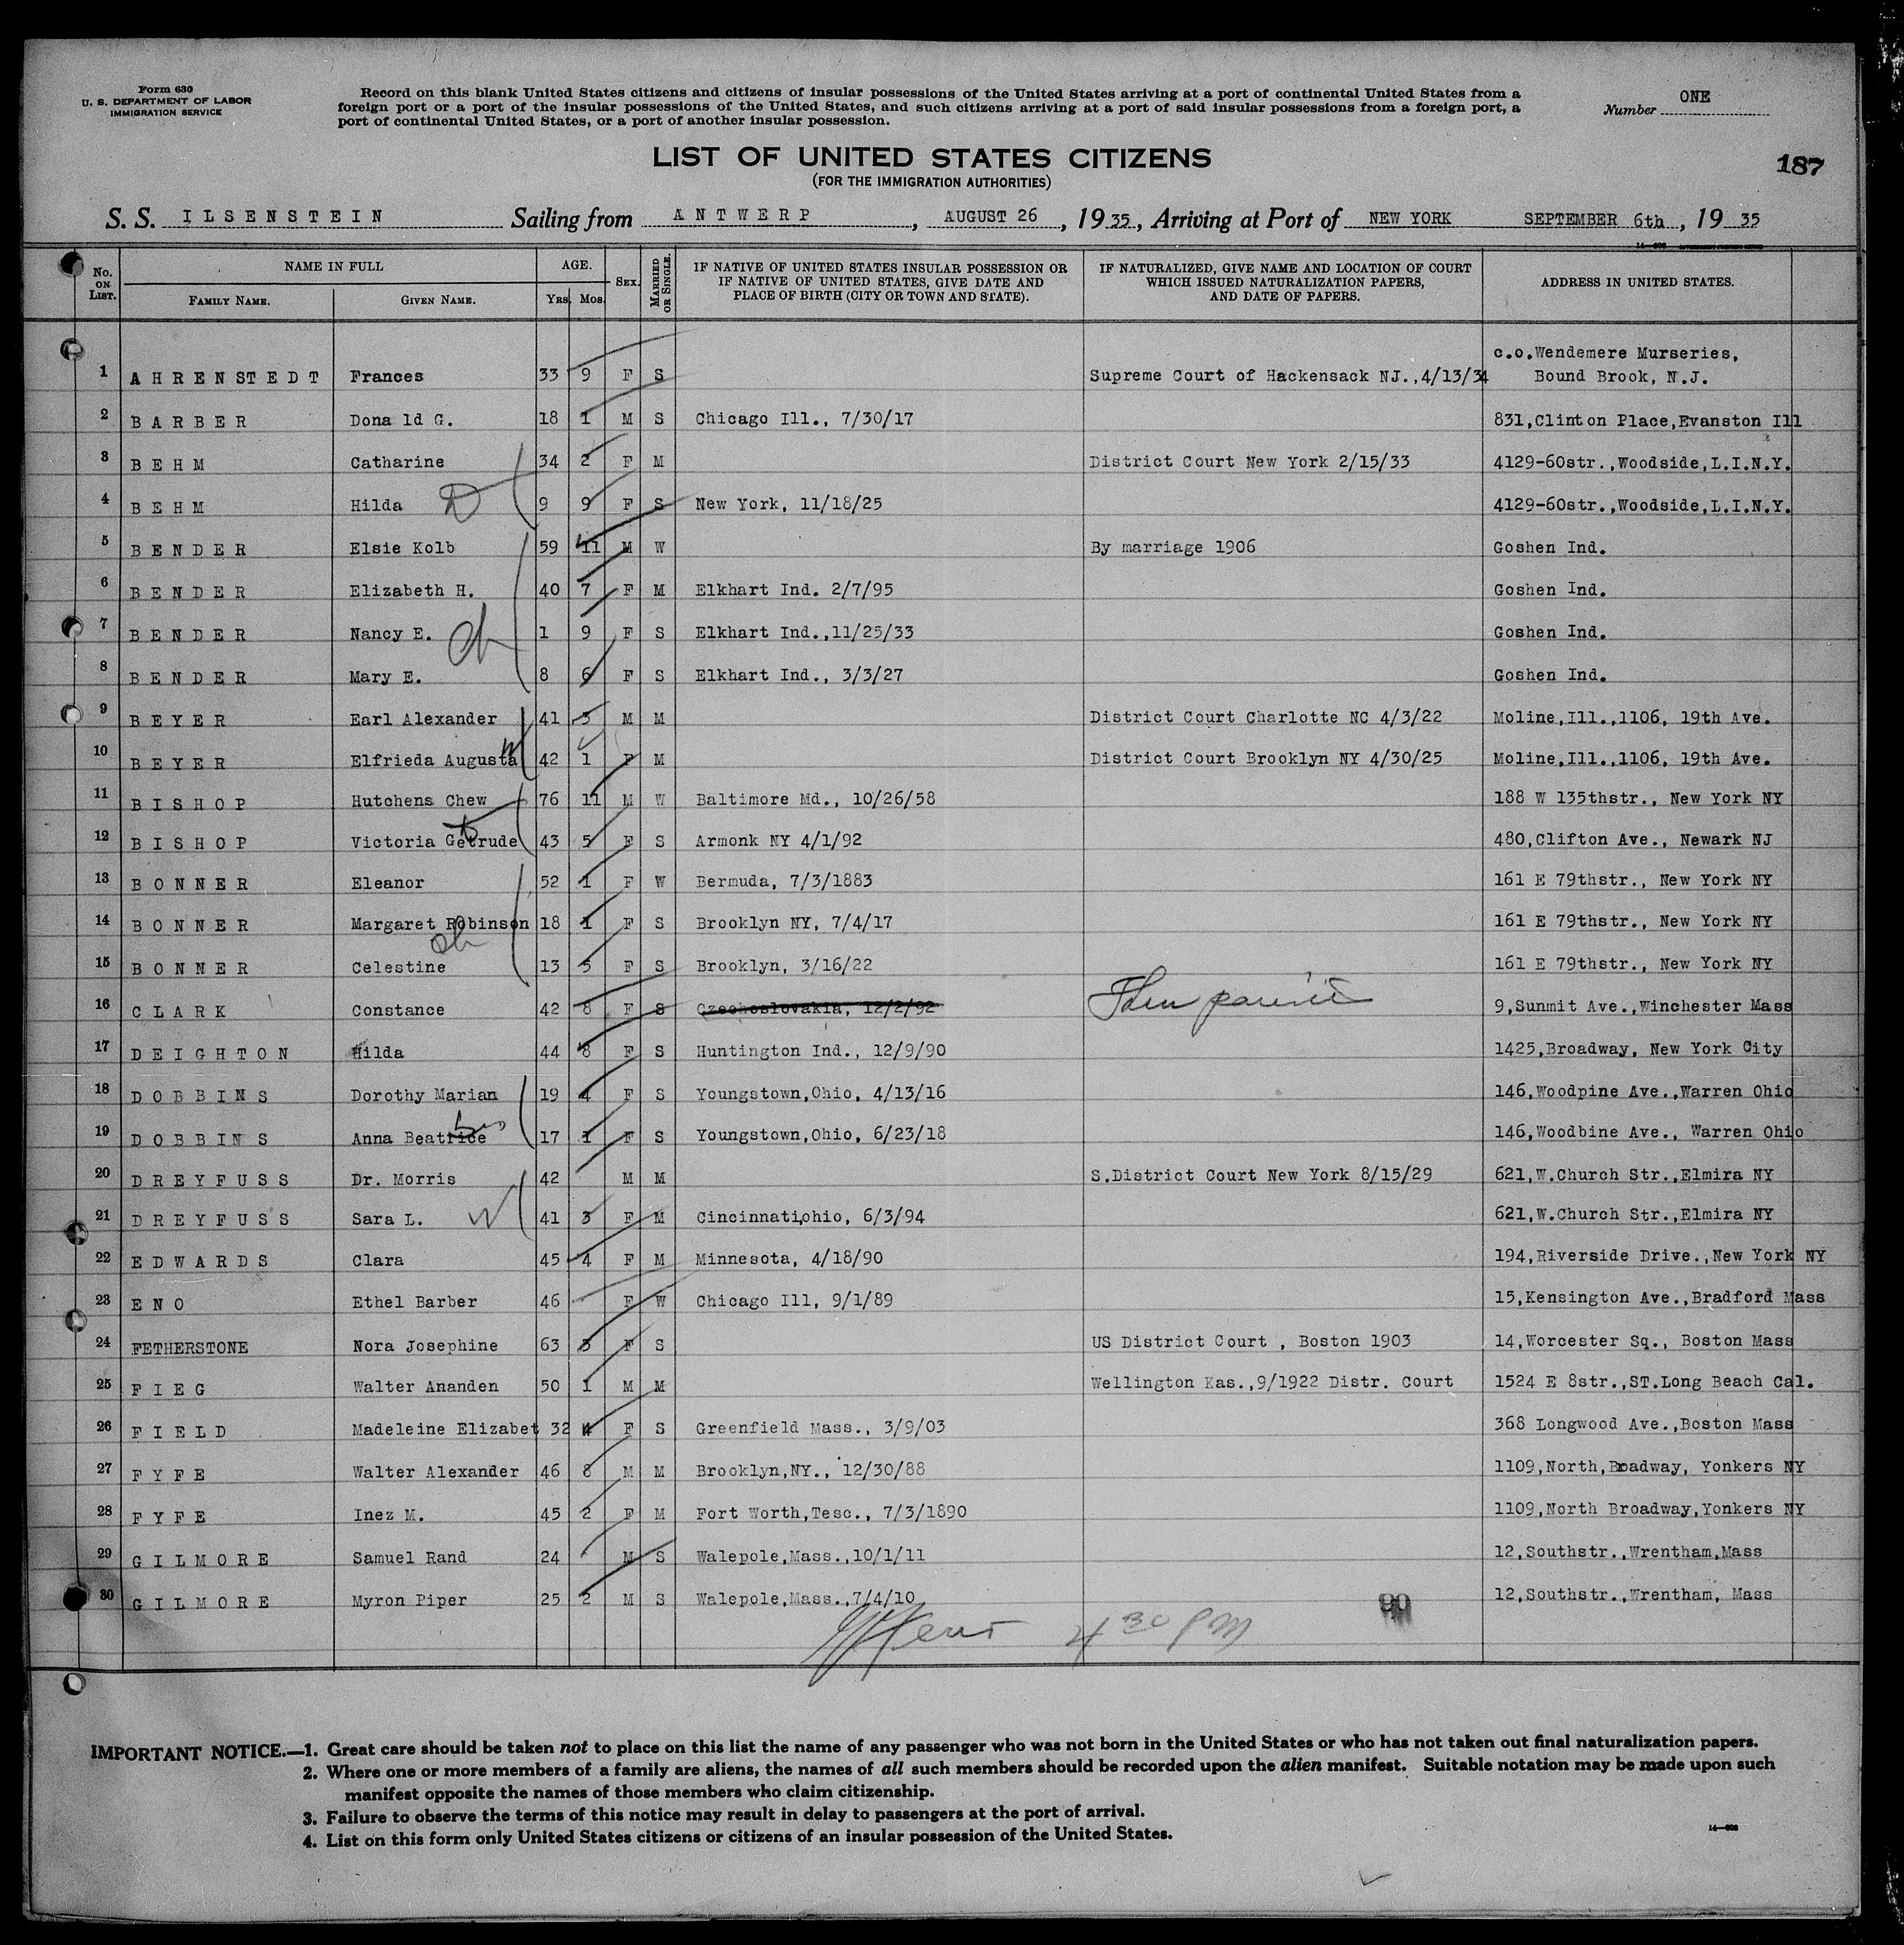 Form 630
U. S. DEPARTMENT OF LABOR
IMMIGRATION SERVICE
Record on this blank United States citizens and citizens of insular possessions of the United States arriving at a port of continental United States from a
foreign port or a port of the insular possessions of the United States, and such citizens arriving at a port of said insular possessions from a foreign port, a
port of continental United States, or a port of another insular possession.
Number ONE
LIST OF UNITED STATES CITIZENS
(FOR THE IMMIGRATION AUTHORITIES)
187
S. S. ILSENSTEIN Sailing from ANTWERP, AUGUST 26, 1935, Arriving at Port of NEW YORK SEPTEMBER 6th, 1935
No. ON LIST. NAME IN FULL FAMILY NAME. GIVEN NAME. AGE. Yrs. Mos. SEX. MARRIED OR SINGLE. IF NATIVE OF UNITED STATES INSULAR POSSESSION OR IF NATIVE OF UNITED STATES, GIVE DATE AND PLACE OF BIRTH (CITY OR TOWN AND STATE). IF NATURALIZED, GIVE NAME AND LOCATION OF COURT WHICH ISSUED NATURALIZATION PAPERS, AND DATE OF PAPERS. ADDRESS IN UNITED STATES.
1 AHRENSTEDT Frances 33 9 F S Supreme Court of Hackensack NJ.,4/13/34 c.o.Wendemere Murseries, Bound Brook, N.J.
2 BARBER Dona ld G. 18 1 M S Chicago Ill., 7/30/17 831,Clinton Place,Evanston Ill
3 BEHM Catharine 34 2 F M District Court New York 2/15/33 4129-60str.,Woodside,L.I.N.Y.
4 BEHM Hilda 9 9 F S New York, 11/18/25 4129-60str.,Woodside,L.I.N.Y.
5 BENDER Elsie Kolb 59 11 M W By marriage 1906 Goshen Ind.
6 BENDER Elizabeth H. 40 7 F M Elkhart Ind. 2/7/95 Goshen Ind.
7 BENDER Nancy E. ch 1 9 F S Elkhart Ind.,11/25/33 Goshen Ind.
8 BENDER Mary E. 8 6 F S Elkhart Ind., 3/3/27 Goshen Ind.
9 BEYER Earl Alexander 41 3 M M District Court Charlotte NC 4/3/22 Moline,Ill.,1106, 19th Ave.
10 BEYER Elfrieda Augusta W 42 1 F M District Court Brooklyn NY 4/30/25 Moline,Ill.,1106, 19th Ave.
11 BISHOP Hutchens Chew 76 11 M W Baltimore Md., 10/26/58 188 W 135thstr., New York NY
12 BISHOP Victoria Getrude 43 5 F S Armonk NY 4/1/92 480,Clifton Ave., Newark NJ
13 BONNER Eleanor 52 1 F W Bermuda, 7/3/1883 161 E 79thstr., New York NY
14 BONNER Margaret Robinson 18 1 F S Brooklyn NY, 7/4/17 161 E 79thstr., New York NY
ch
15 BONNER Celestine 13 5 F S Brooklyn, 3/16/22 161 E 79thstr., New York NY
16 CLARK Constance 42 8 F S Czechoslovakia, 12/2/92 9,Sunmit Ave.,Winchester Mass
17 DEIGHTON Hilda 44 8 F S Huntington Ind., 12/9/90 1425,Broadway, New York City
18 DOBBINS Dorothy Marian 19 4 F S Youngstown,Ohio, 4/13/16 146,Woodpine Ave.,Warren Ohio
19 DOBBINS Anna Beatrice 17 1 F S Youngstown,Ohio, 6/23/18 146,Woodbine Ave., Warren Ohio
20 DREYFUSS Dr. Morris 42 M M S.District Court New York 8/15/29 621,W.Church Str.,Elmira NY
21 DREYFUSS Sara L. W 41 3 F M Cincinnati,ohio, 6/3/94 621,W.Church Str.,Elmira NY
22 EDWARDS Clara 45 4 F M Minnesota, 4/18/90 194,Riverside Drive.,New York NY
23 ENO Ethel Barber 46 F W Chicago Ill, 9/1/89 15,Kensington Ave.,Bradford Mass
24 FETHERSTONE Nora Josephine 63 3 F S US District Court , Boston 1903 14,Worcester Sq., Boston Mass
25 FIEG Walter Ananden 50 1 M M Wellington Kas.,9/1922 Distr. Court 1524 E 8str.,ST.Long Beach Cal.
26 FIELD Madeleine Elizabet 32 4 F S Greenfield Mass., 3/9/03 368 Longwood Ave.,Boston Mass
27 FYFE Walter Alexander 46 8 M M Brooklyn,NY., 12/30/88 1109,North,Broadway, Yonkers NY
28 FYFE Inez M. 45 2 F M Fort Worth,Tesc., 7/3/1890 1109,North Broadway,Yonkers NY
29 GILMORE Samuel Rand 24 M S Walepole,Mass.,10/1/11 12,Southstr.,Wrentham,Mass
30 GILMORE Myron Piper 25 2 M S Walepole,Mass.,7/4/10 12,Southstr.,Wrentham, Mass
4 30 PM
IMPORTANT NOTICE.—1. Great care should be taken not to place on this list the name of any passenger who was not born in the United States or who has not taken out final naturalization papers.
2. Where one or more members of a family are aliens, the names of all such members should be recorded upon the alien manifest. Suitable notation may be made upon such
manifest opposite the names of those members who claim citizenship.
3. Failure to observe the terms of this notice may result in delay to passengers at the port of arrival.
4. List on this form only United States citizens or citizens of an insular possession of the United States.